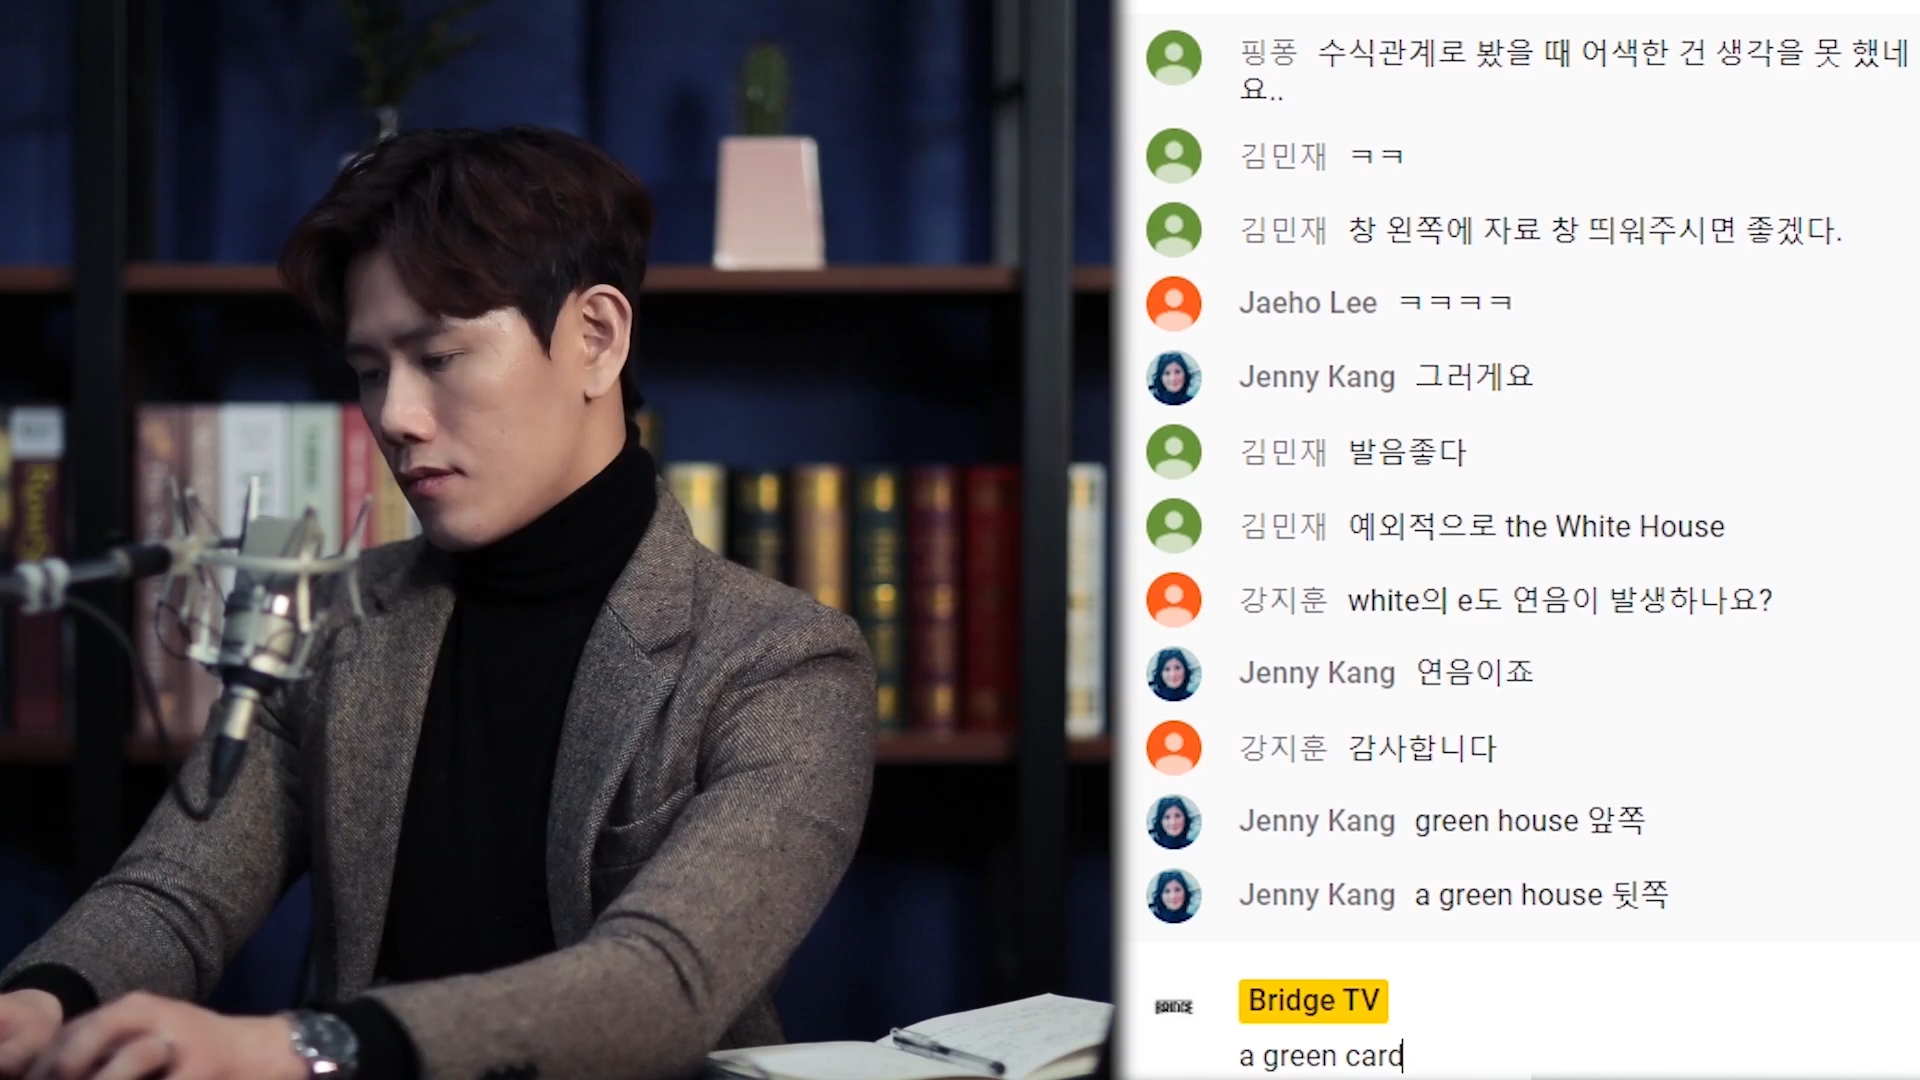 핑퐁 수식관계로 봤을 때 어색한 건 생각을 못 했네
요..
김민재 ㅋㅋ
김민재 창 왼쪽에 자료 창 띄워주시면 좋겠다.
Jaeho Lee ㅋㅋㅋㅋ
Jenny Kang 그러게요
김민재 발음좋다
김민재 예외적으로 the White House
강지훈 white의 e도 연음이 발생하나요?
Jenny Kang 연음이죠
강지훈 감사합니다
Jenny Kang green house 앞쪽
Jenny Kang a green house 뒷쪽
BRIDGE
Bridge TV
a green card